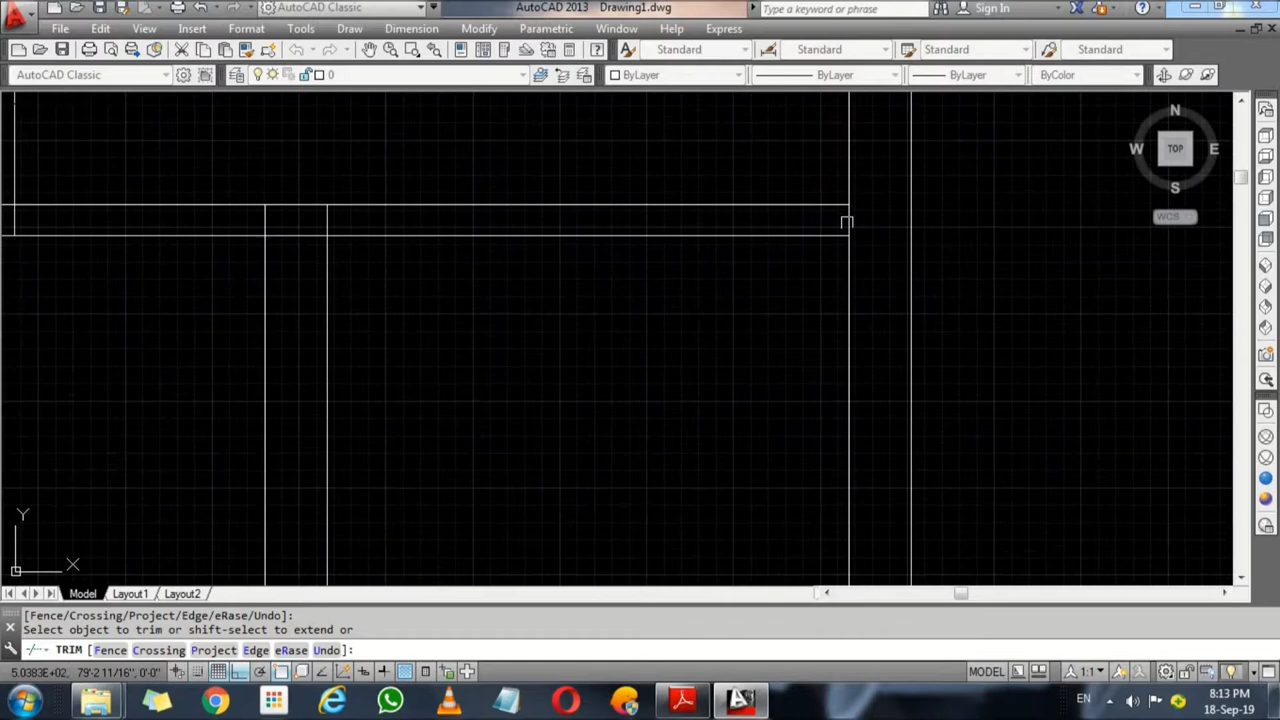 AutoCAD Classic
AutoCAD 2013 Drawing1.dwg
Type a keyword or phrase
Sign In
File Edit View Insert Format Tools Draw Dimension Modify Parametric Window Help Express
Standard Standard Standard Standard
AutoCAD Classic 0 ByLayer ByLayer ByLayer ByColor
N
W TOP E
S
WCS
Y
X
Model Layout1 Layout2
[Fence/Crossing/Project/Edge/eRase/Undo]:
Select object to trim or shift-select to extend or
TRIM [Fence Crossing Project Edge eRase Undo]:
5.0383E+02, 79'-2 11/16", 0'-0" MODEL 1:1
EN 8:13 PM
18-Sep-19